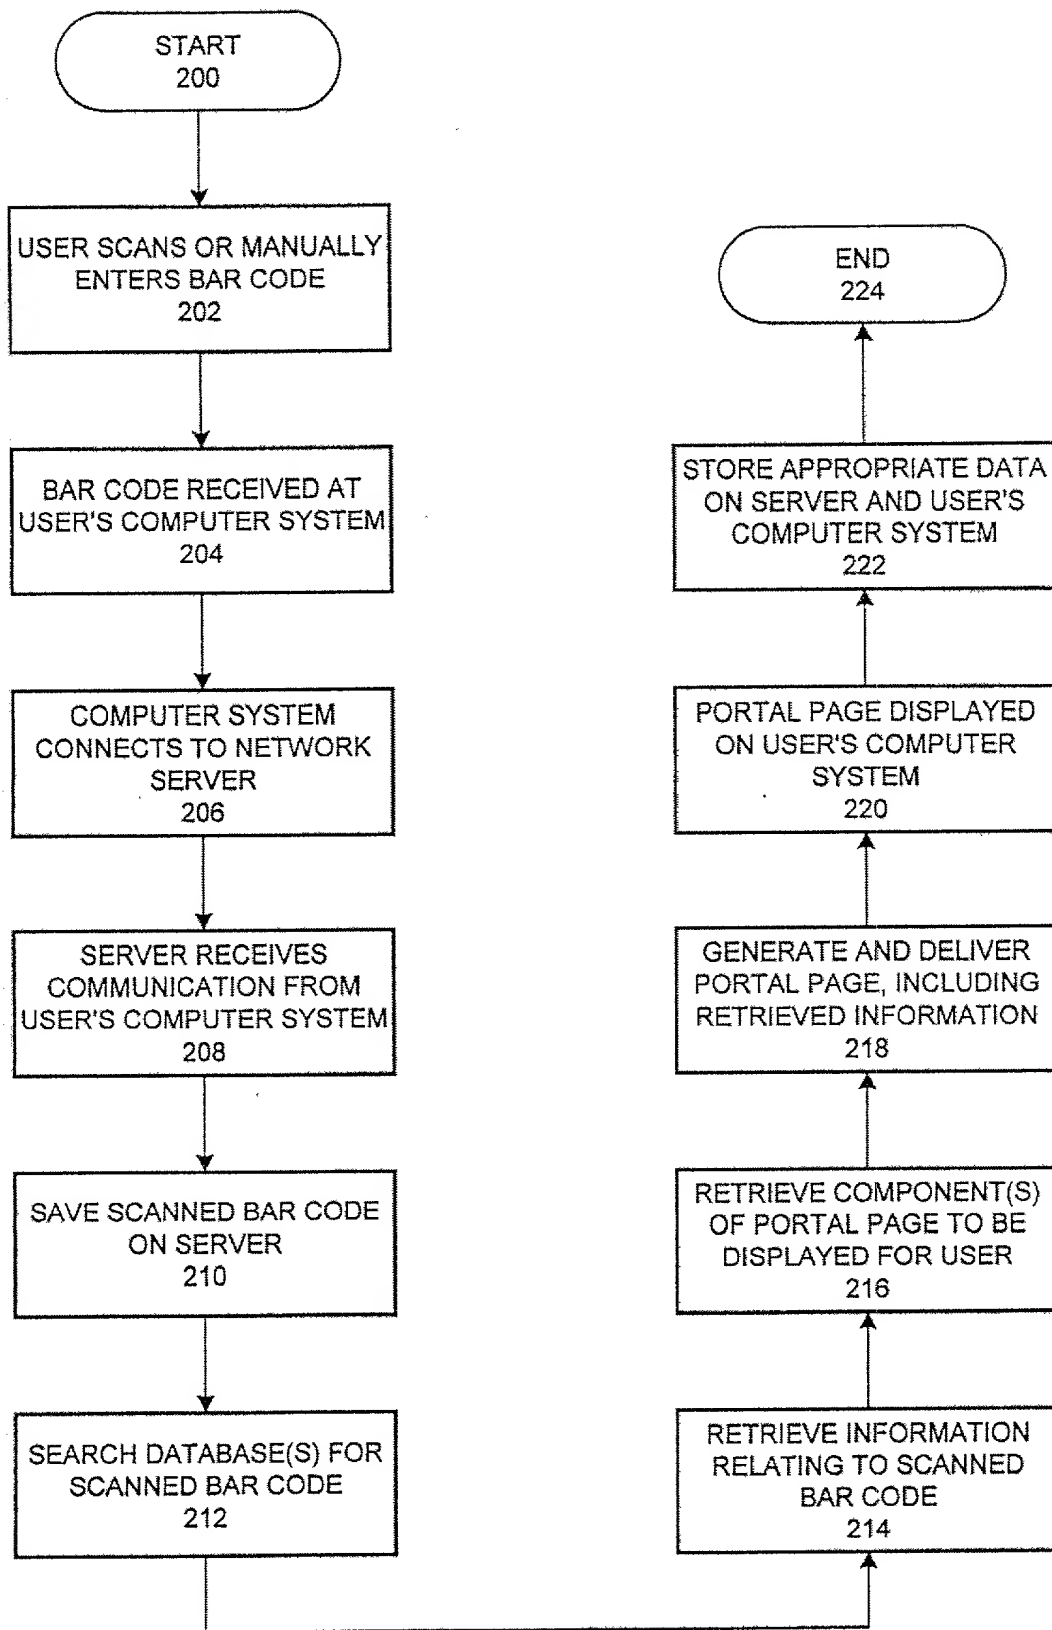 START
200
USER SCANS OR MANUALLY
ENTERS BAR CODE
202
BAR CODE RECEIVED AT
USER'S COMPUTER SYSTEM
204
COMPUTER SYSTEM
CONNECTS TO NETWORK
SERVER
206
SERVER RECEIVES
COMMUNICATION FROM
USER'S COMPUTER SYSTEM
208
SAVE SCANNED BAR CODE
ON SERVER
210
SEARCH DATABASE(S) FOR
SCANNED BAR CODE
212
RETRIEVE INFORMATION
RELATING TO SCANNED
BAR CODE
214
RETRIEVE COMPONENT(S)
OF PORTAL PAGE TO BE
DISPLAYED FOR USER
216
GENERATE AND DELIVER
PORTAL PAGE, INCLUDING
RETRIEVED INFORMATION
218
PORTAL PAGE DISPLAYED
ON USER'S COMPUTER
SYSTEM
220
STORE APPROPRIATE DATA
ON SERVER AND USER'S
COMPUTER SYSTEM
222
END
224